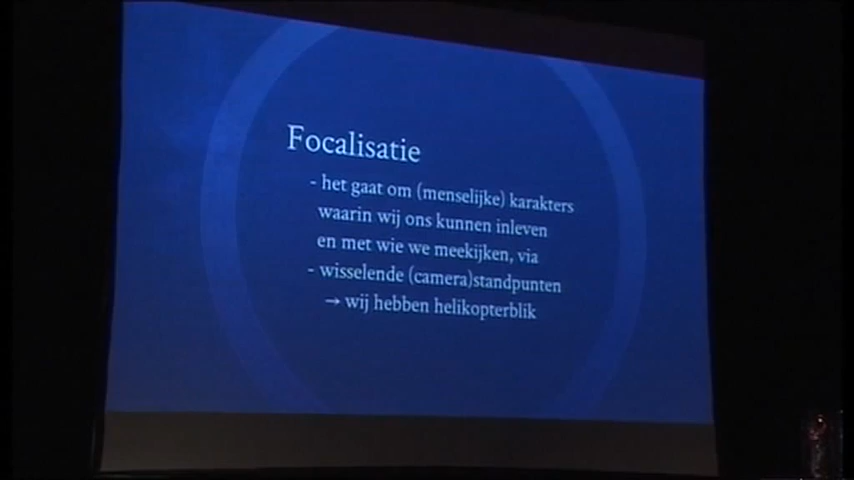 Focalisatie
- het gaat om (menselijke) karakters
waarin wij ons kunnen inleven
en met wie we meekijken, via
- wisselende (camera)standpunten
→ wij hebben helikopterblik